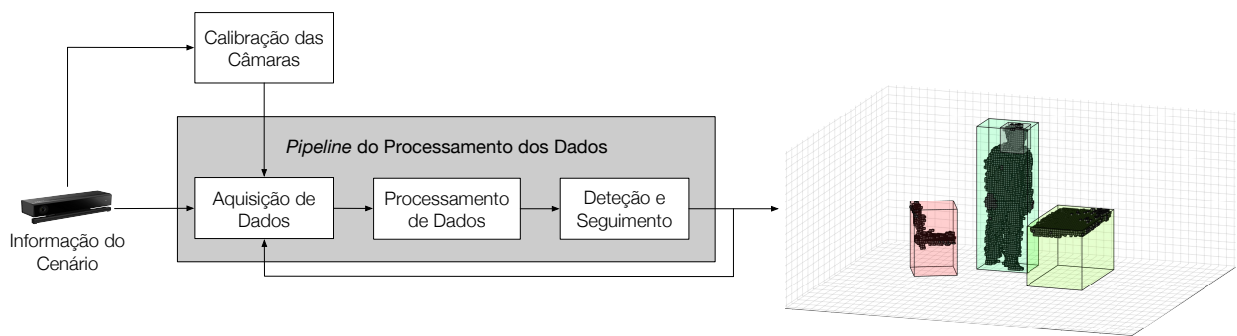 Calibração das
Câmaras
Pipeline do Processamento dos Dados
Aquisição de
Dados
Processamento
de Dados
Deteção e
Seguimento
Informação do
Cenário